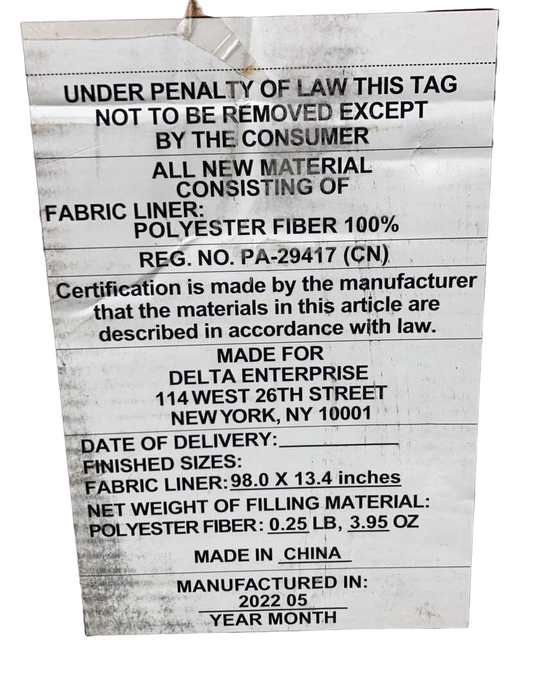 UNDER PENALTY OF LAW THIS TAG
NOT TO BE REMOVED EXCEPT
BY THE CONSUMER
ALL NEW MATERIAL
CONSISTING OF
FABRIC LINER:
POLYESTER FIBER 100%
REG. NO. PA-29417 (CN)
Certification is made by the manufacturer
that the materials in this article are
described in accordance with law.
MADE FOR
DELTA ENTERPRISE
114 WEST 26TH STREET
NEW YORK, NY 10001
DATE OF DELIVERY:
FINISHED SIZES:
FABRIC LINER: 98.0 X 13.4 inches
NET WEIGHT OF FILLING MATERIAL:
POLYESTER FIBER: 0.25 LB, 3.95 OZ
MADE IN CHINA
MANUFACTURED IN:
2022 05
YEAR MONTH